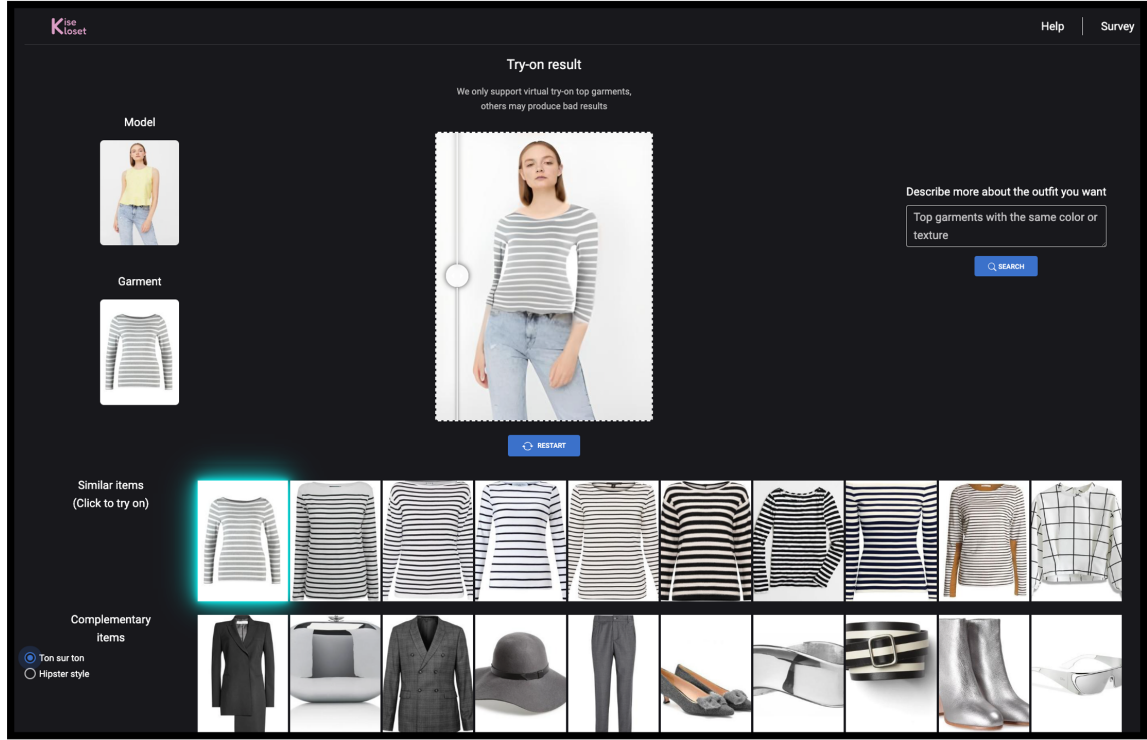 Kise
Kloset
Help
Survey
Try-on result
We only support virtual try-on top garments,
others may produce bad results
Model
Describe more about the outfit you want
Top garments with the same color or
texture
SEARCH
Garment
RESTART
Similar items
(Click to try on)
Complementary
items
Ton sur ton
Hipster style